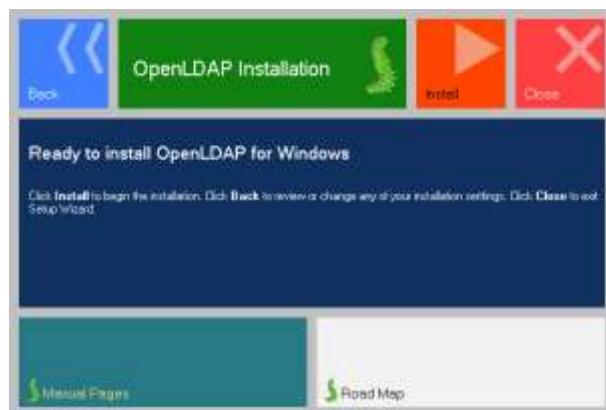 Back
OpenLDAP Installation
Install
Close
Ready to install OpenLDAP for Windows
Click Install to begin the installation. Click Back to review or change any of your installation settings. Click Close to exit
Setup Wizard.
Manual Pages
Road Map